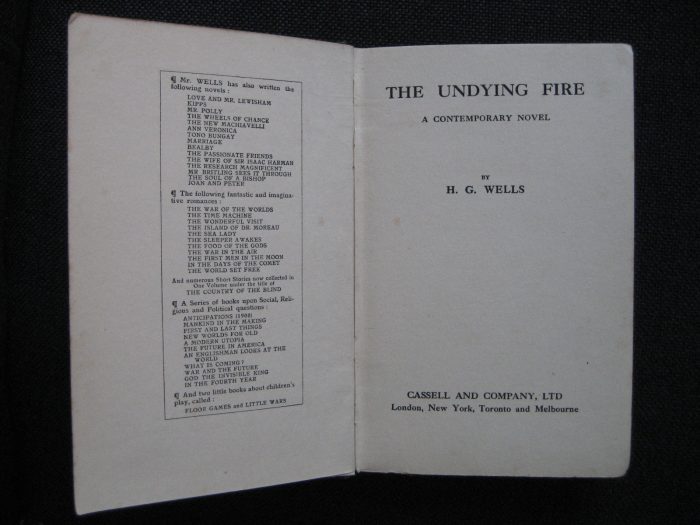 ¶ Mr. WELLS has also written the
following novels :
LOVE AND MR. LEWISHAM
KIPPS
MR. POLLY
THE WHEELS OF CHANCE
THE NEW MACHIAVELLI
ANN VERONICA
TONO BUNGAY
MARRIAGE
BEALBY
THE PASSIONATE FRIENDS
THE WIFE OF SIR ISAAC HARMAN
THE RESEARCH MAGNIFICENT
MR. BRITLING SEES IT THROUGH
THE SOUL OF A BISHOP
JOAN AND PETER
¶ The following fantastic and imagina-
tive romances :
THE WAR OF THE WORLDS
THE TIME MACHINE
THE WONDERFUL VISIT
THE ISLAND OF DR. MOREAU
THE SEA LADY
THE SLEEPER AWAKES
THE FOOD OF THE GODS
THE WAR IN THE AIR
THE FIRST MEN IN THE MOON
IN THE DAYS OF THE COMET
THE WORLD SET FREE
And numerous Short Stories now collected in
One Volume under the title of
THE COUNTRY OF THE BLIND
¶ A Series of books upon Social, Reli-
gious and Political questions :
ANTICIPATIONS (1900)
MANKIND IN THE MAKING
FIRST AND LAST THINGS
NEW WORLDS FOR OLD
A MODERN UTOPIA
THE FUTURE IN AMERICA
AN ENGLISHMAN LOOKS AT THE
WORLD
WHAT IS COMING?
WAR AND THE FUTURE
GOD THE INVISIBLE KING
IN THE FOURTH YEAR
¶ And two little books about children's
play, called :
FLOOR GAMES and LITTLE WARS
THE UNDYING FIRE
A CONTEMPORARY NOVEL
BY
H. G. WELLS
CASSELL AND COMPANY, LTD
London, New York, Toronto and Melbourne